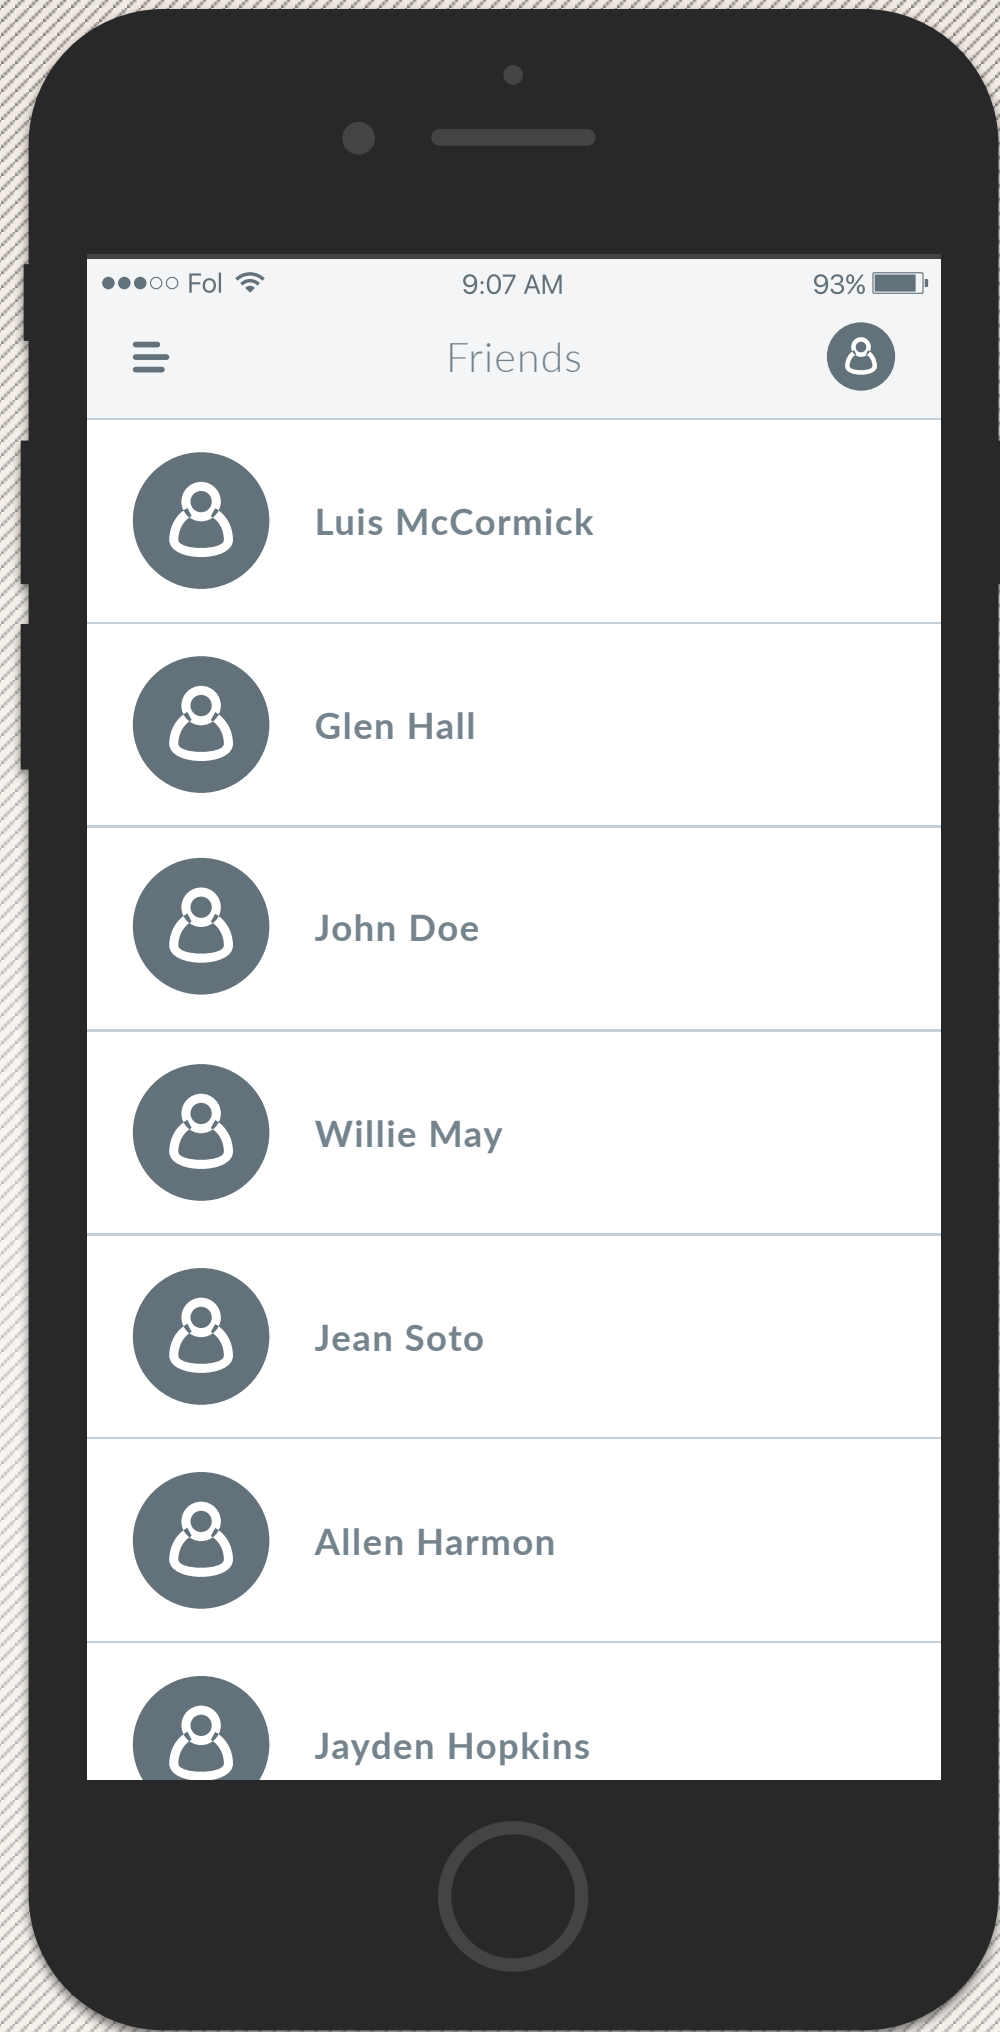 Fol 9:07 AM 93%
Friends
Luis McCormick
Glen Hall
John Doe
Willie May
Jean Soto
Allen Harmon
Jayden Hopkins